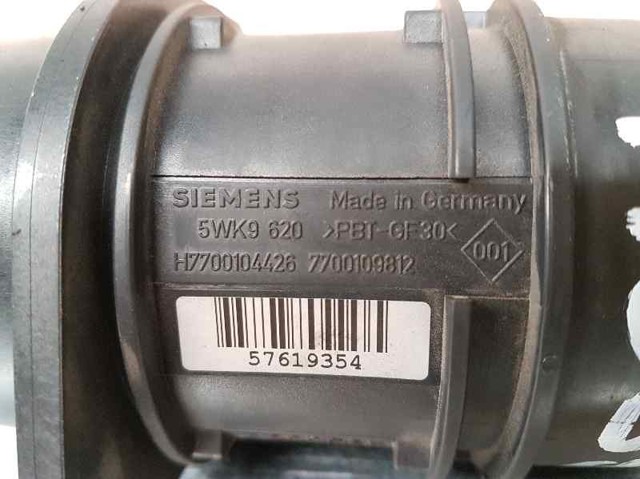 SIEMENS Made in Germany
5WK9 620 >PBT-GF30< 001
H7700104426 7700109812
57619354